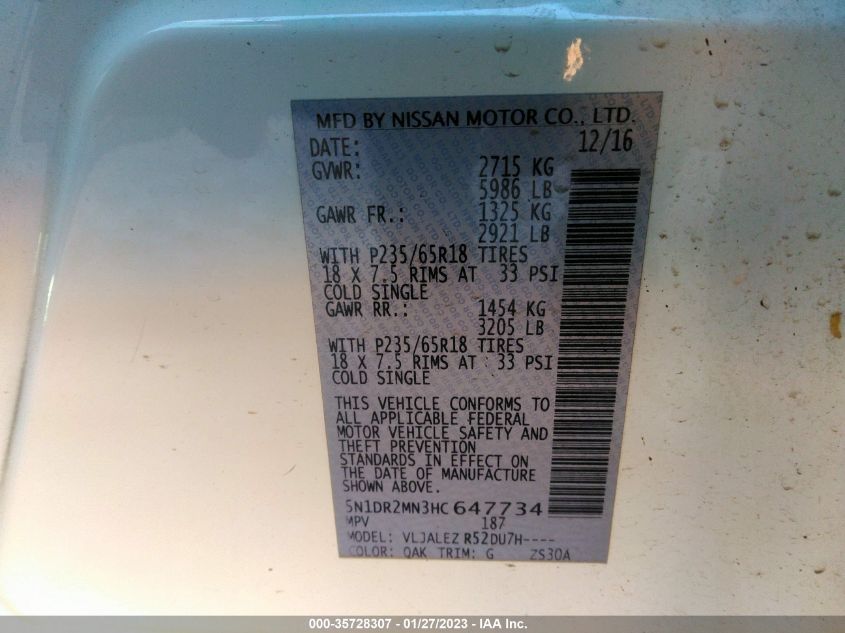 MFD BY NISSAN MOTOR CO., LTD.
DATE: 12/16
GVWR: 2715 KG
5986 LB
GAWR FR.: 1325 KG
2921 LB
WITH P235/65R18 TIRES
18 X 7.5 RIMS AT 33 PSI
COLD SINGLE
GAWR RR.: 1454 KG
3205 LB
WITH P235/65R18 TIRES
18 X 7.5 RIMS AT 33 PSI
COLD SINGLE
THIS VEHICLE CONFORMS TO
ALL APPLICABLE FEDERAL
MOTOR VEHICLE SAFETY AND
THEFT PREVENTION
STANDARDS IN EFFECT ON
THE DATE OF MANUFACTURE
SHOWN ABOVE.
5N1DR2MN3HC647734
MPV 187
MODEL: VLJALEZ R52DU7H----
COLOR: QAK TRIM: G ZS30A
000-35728307 - 01/27/2023 - IAA Inc.